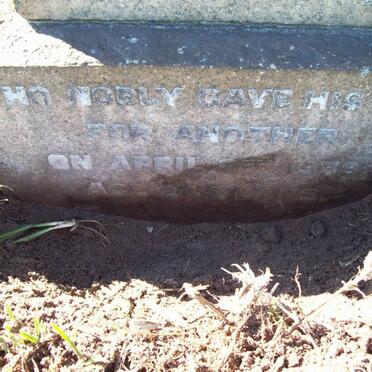 HO NOBLY GAVE HIS
FOR ANOTHER
ON APRIL